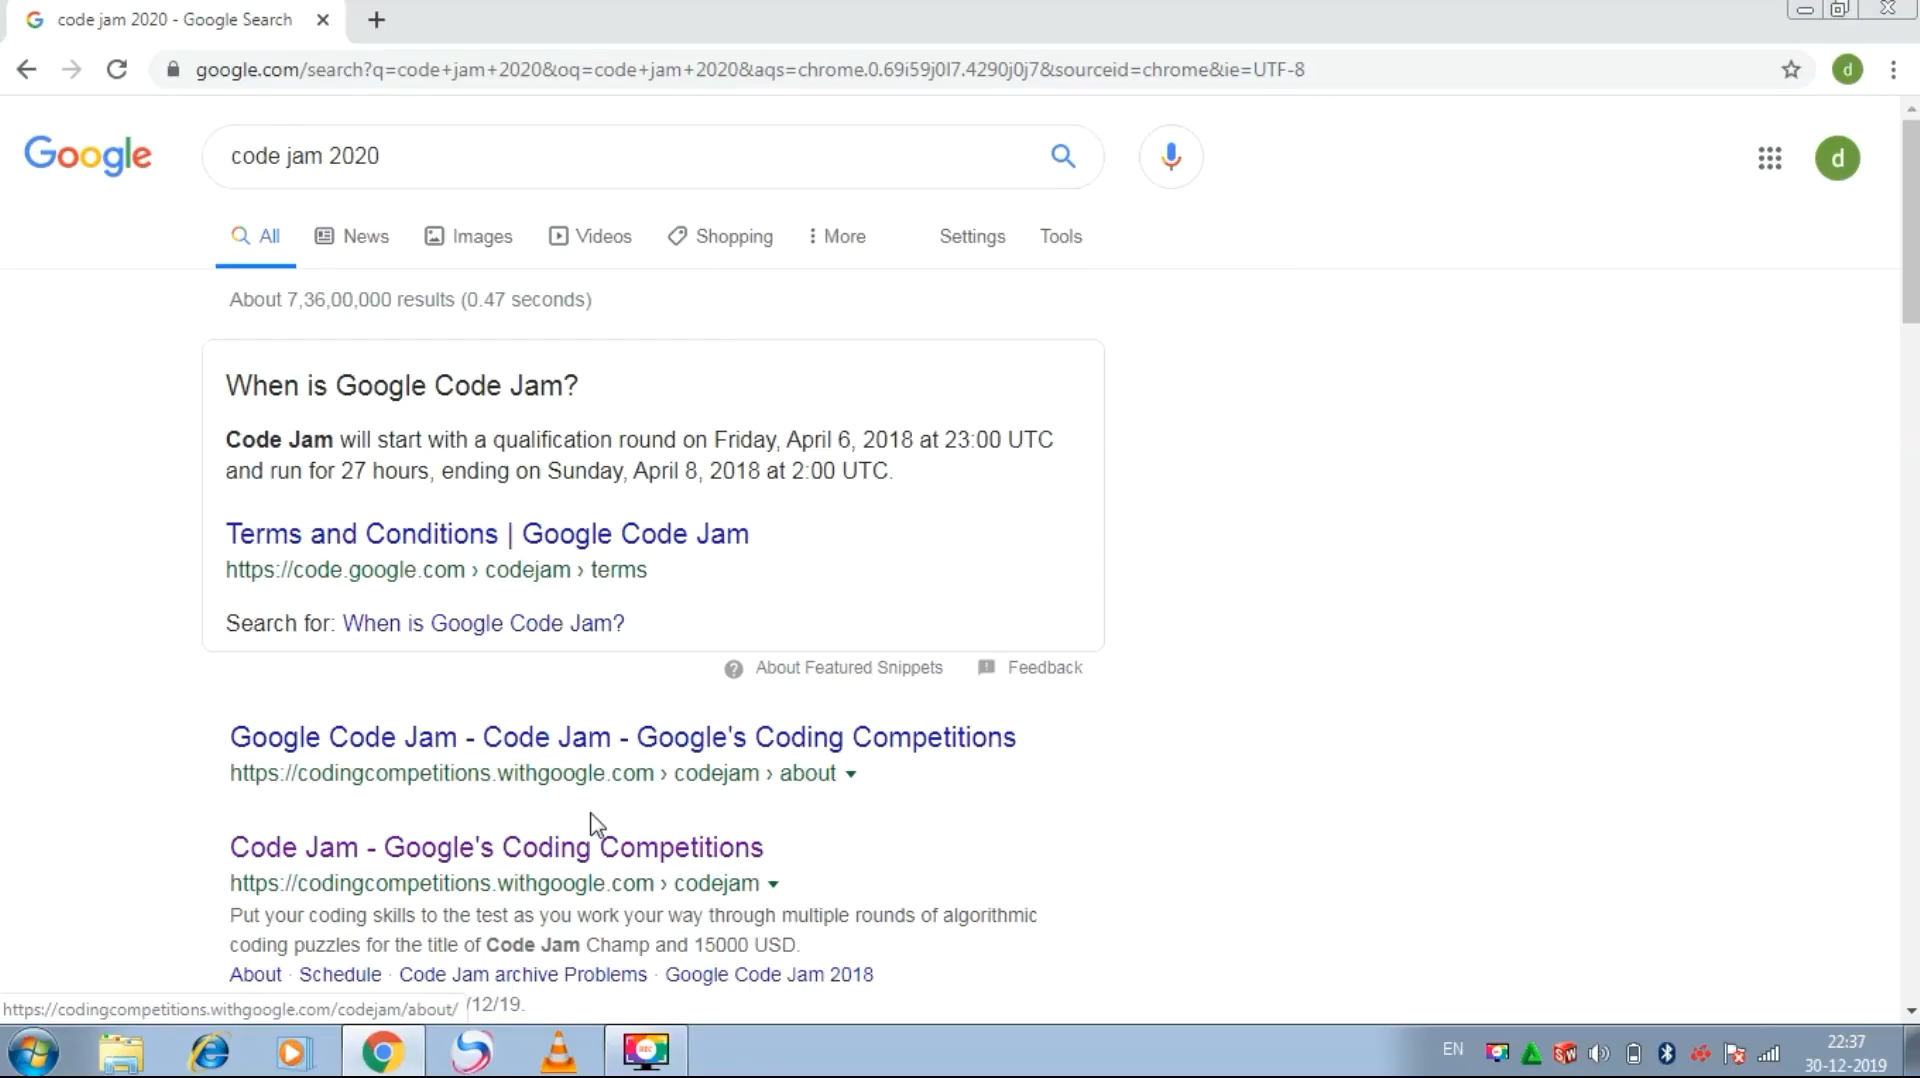 code jam 2020 - Google Search
google.com/search?q=code+jam+2020&oq=code+jam+2020&aqs=chrome.0.69i59j0l7.4290j0j7&sourceid=chrome&ie=UTF-8
d
Google
code jam 2020
d
All
News
Images
Videos
Shopping
More
Settings
Tools
About 7,36,00,000 results (0.47 seconds)
When is Google Code Jam?
Code Jam will start with a qualification round on Friday, April 6, 2018 at 23:00 UTC
and run for 27 hours, ending on Sunday, April 8, 2018 at 2:00 UTC.
Terms and Conditions | Google Code Jam
https://code.google.com › codejam › terms
Search for: When is Google Code Jam?
About Featured Snippets
Feedback
Google Code Jam - Code Jam - Google's Coding Competitions
https://codingcompetitions.withgoogle.com › codejam › about
Code Jam - Google's Coding Competitions
https://codingcompetitions.withgoogle.com › codejam
Put your coding skills to the test as you work your way through multiple rounds of algorithmic
coding puzzles for the title of Code Jam Champ and 15000 USD.
About · Schedule · Code Jam archive Problems · Google Code Jam 2018
https://codingcompetitions.withgoogle.com/codejam/about/
/12/19.
REC
EN
SW
22:37
30-12-2019